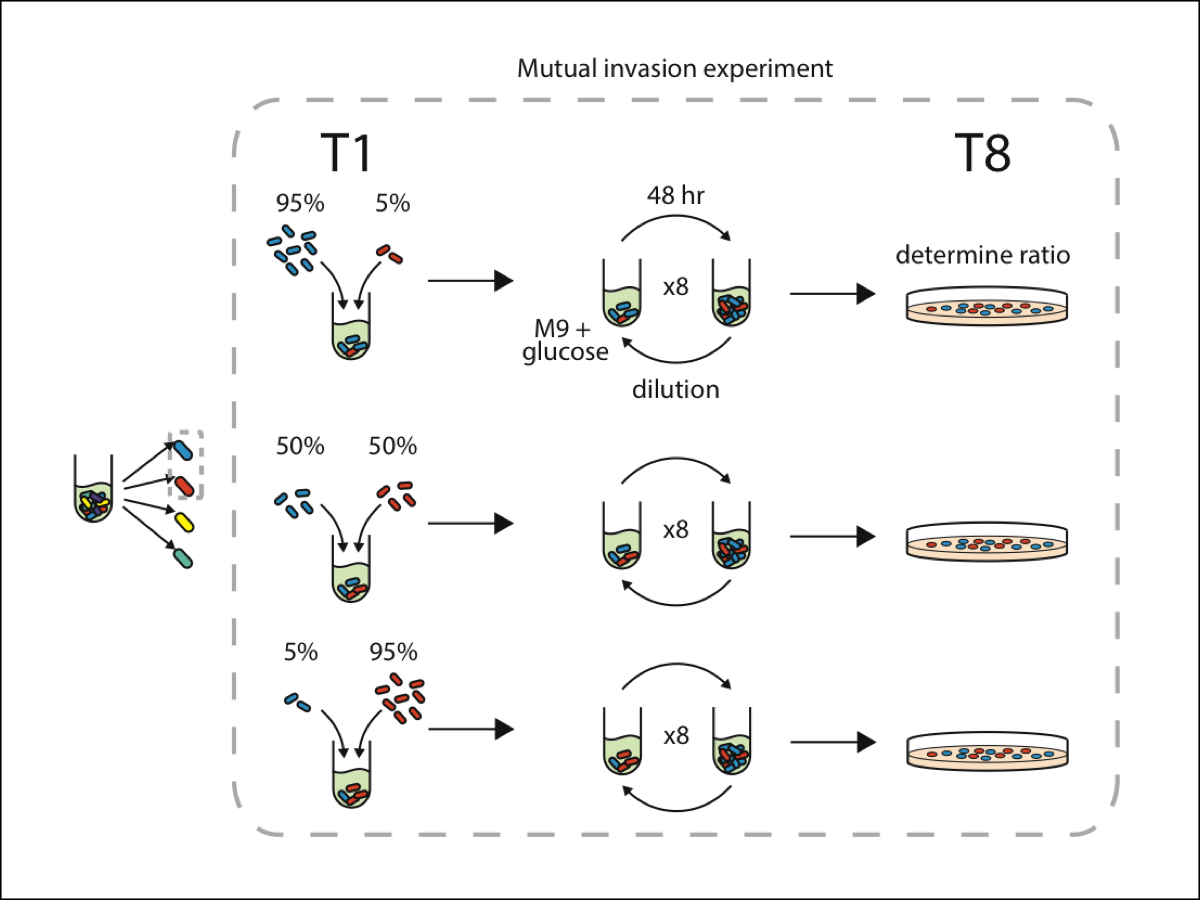 Mutual invasion experiment
T1
T8
95%
5%
48 hr
x8
M9 +
glucose
dilution
determine ratio
50%
50%
x8
5%
95%
x8